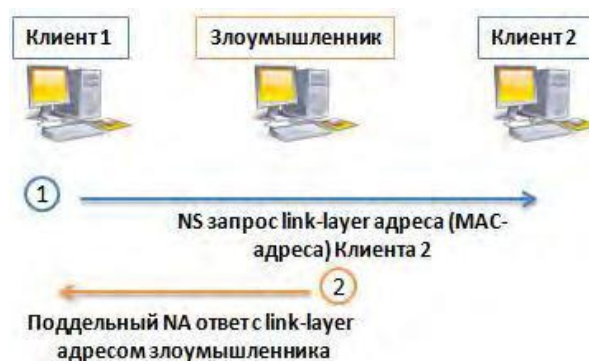 Клиент 1
Злоумышленник
Клиент 2
1
NS запрос link-layer адреса (MAC-
адреса) Клиента 2
2
Поддельный NA ответ с link-layer
адресом злоумышленника